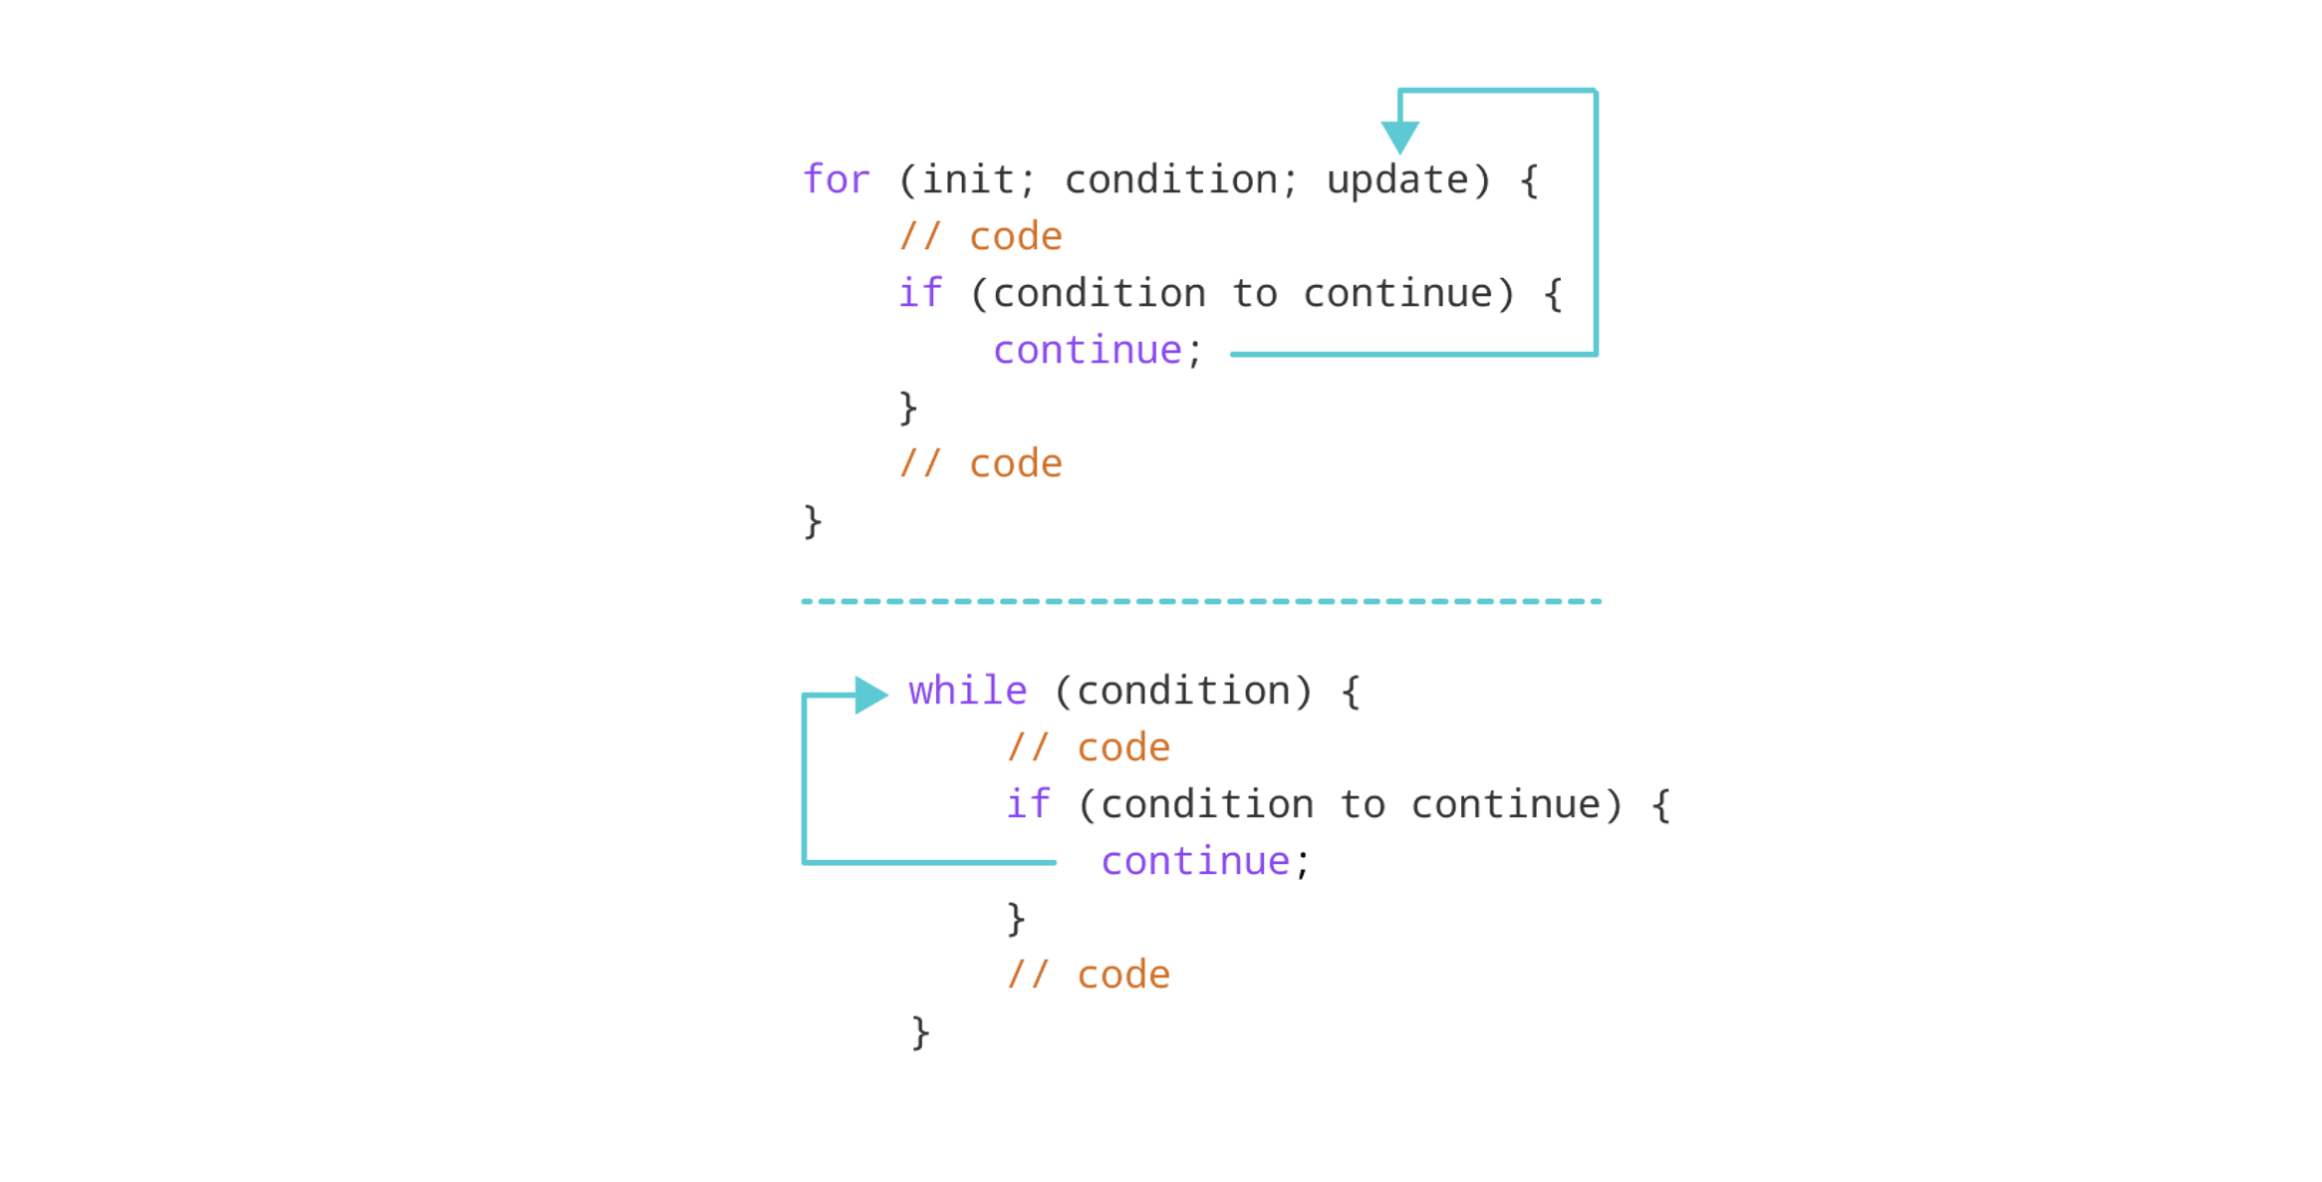 for (init; condition; update) {
// code
if (condition to continue) {
continue;
}
// code
}
while (condition) {
// code
if (condition to continue) {
continue;
}
// code
}